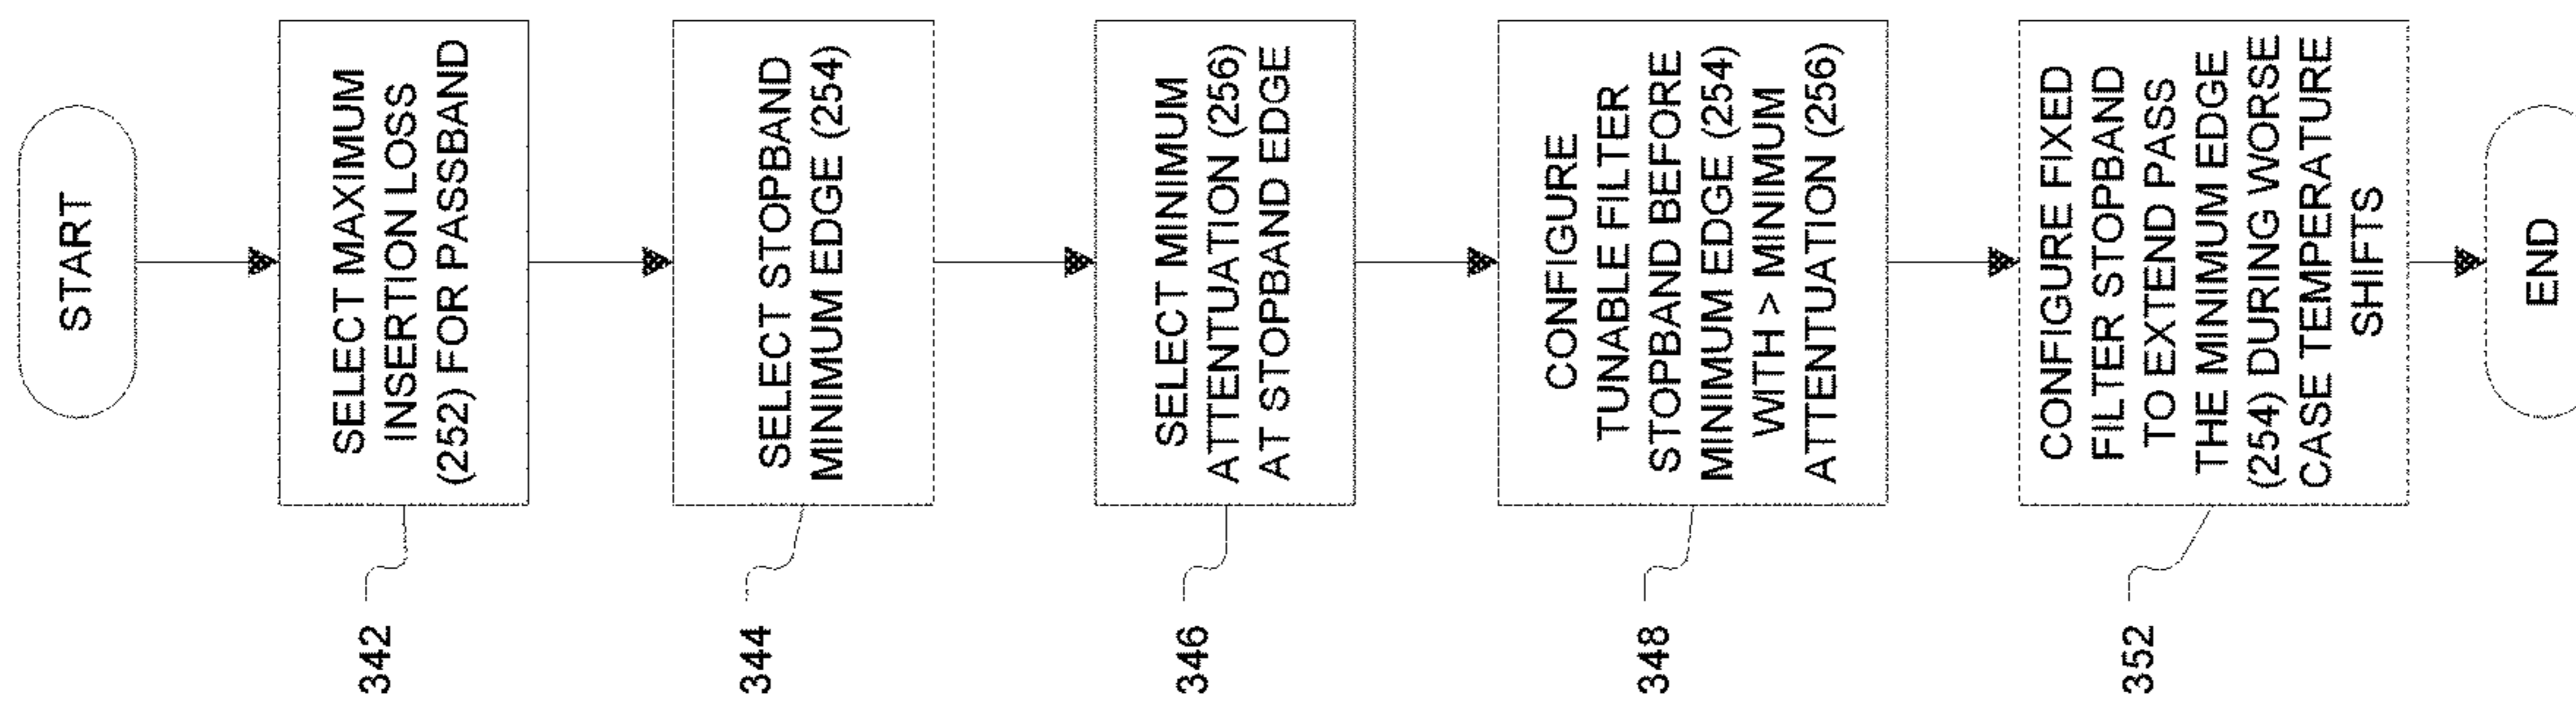 START
342
SELECT MAXIMUM
INSERTION LOSS
(252) FOR PASSBAND
344
SELECT STOPBAND
MINIMUM EDGE (254)
346
SELECT MINIMUM
ATTENTUATION (256)
AT STOPBAND EDGE
348
CONFIGURE
TUNABLE FILTER
STOPBAND BEFORE
MINIMUM EDGE (254)
WITH > MINIMUM
ATTENTUATION (256)
352
CONFIGURE FIXED
FILTER STOPBAND
TO EXTEND PASS
THE MINIMUM EDGE
(254) DURING WORSE
CASE TEMPERATURE
SHIFTS
END